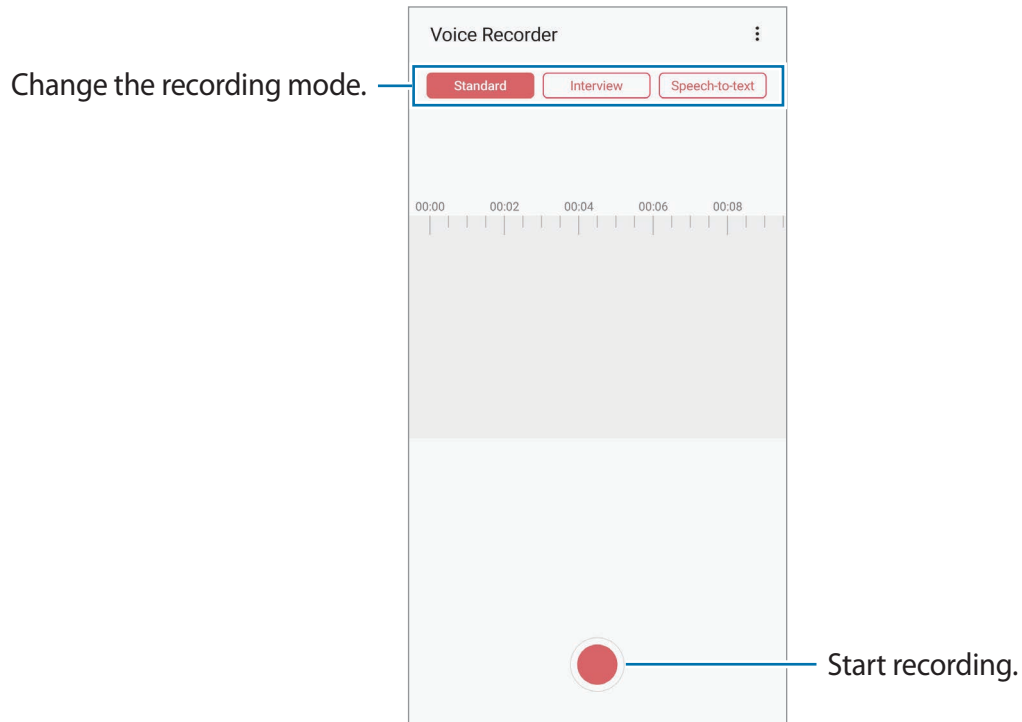 Voice Recorder
Change the recording mode.
Standard Interview Speech-to-text
00:00 00:02 00:04 00:06 00:08
Start recording.